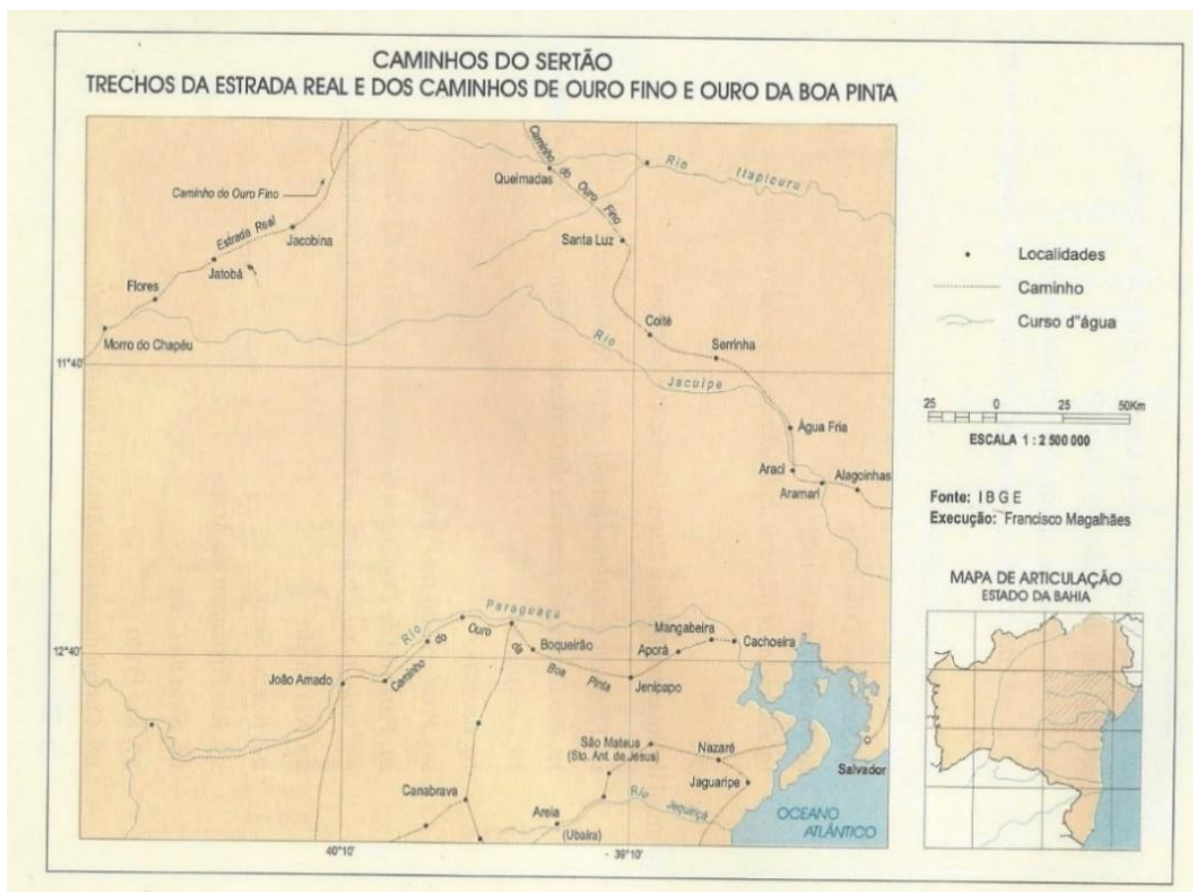 CAMINHOS DO SERTÃO
TRECHOS DA ESTRADA REAL E DOS CAMINHOS DE OURO FINO E OURO DA BOA PINTA
Caminho do Ouro Fino
Queimadas
Rio Itapicuru
Caminho do Ouro Fino
Estrada Real
Jacobina
Santa Luz
Jatobá
Flores
Morro do Chapéu
Coité
Serrinha
Rio Jacuípe
11°40'
Água Fria
Araci
Alagoinhas
Aramari
Rio Paraguaçu
Caminho do Ouro da Boa Pinta
Mangabeira
Cachoeira
Boqueirão
Aporá
12°40'
João Amado
Jenipapo
São Mateus
(Sto. Ant. de Jesus)
Nazaré
Salvador
Canabrava
Jaguaripe
Areia
(Ubaíra)
Rio Jequiriçá
OCEANO
ATLÂNTICO
40°10'
- 39°10'
Localidades
Caminho
Curso d"água
25 0 25 50Km
ESCALA 1 : 2 500 000
Fonte: I B G E
Execução: Francisco Magalhães
MAPA DE ARTICULAÇÃO
ESTADO DA BAHIA